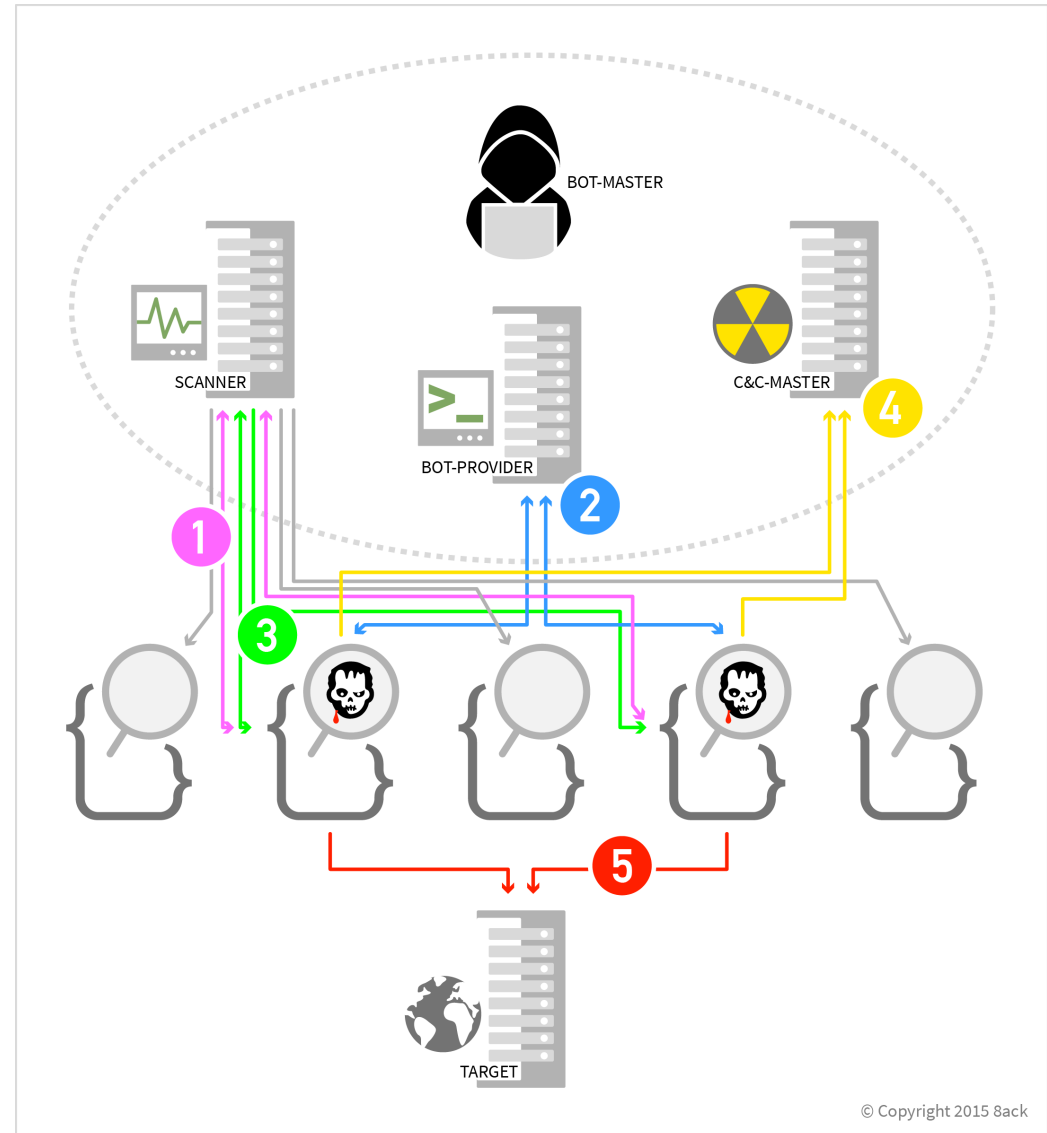 BOT-MASTER
SCANNER
C&C-MASTER
4
>_
BOT-PROVIDER
2
1
3
5
TARGET
© Copyright 2015 8ack